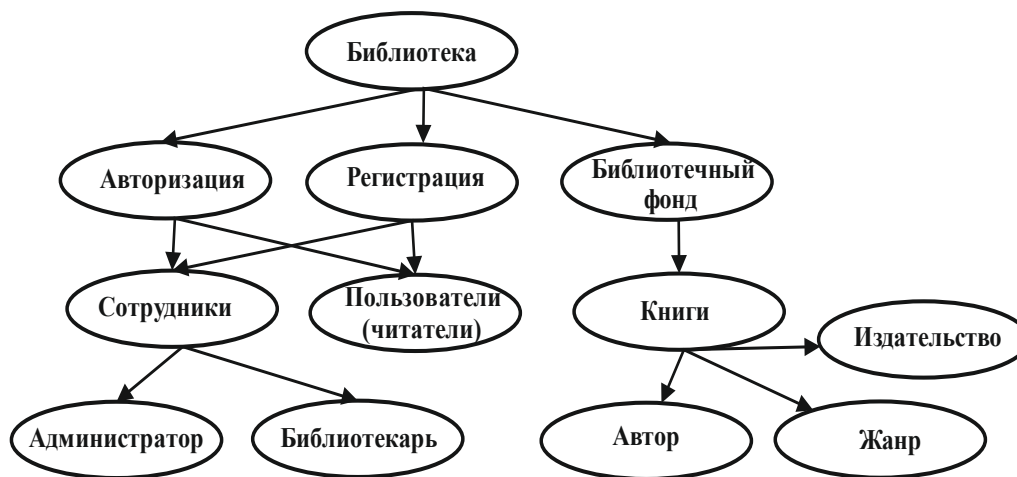 Библиотека
Авторизация
Регистрация
Библиотечный
фонд
Сотрудники
Пользователи
(читатели)
Книги
Издательство
Администратор
Библиотекарь
Автор
Жанр